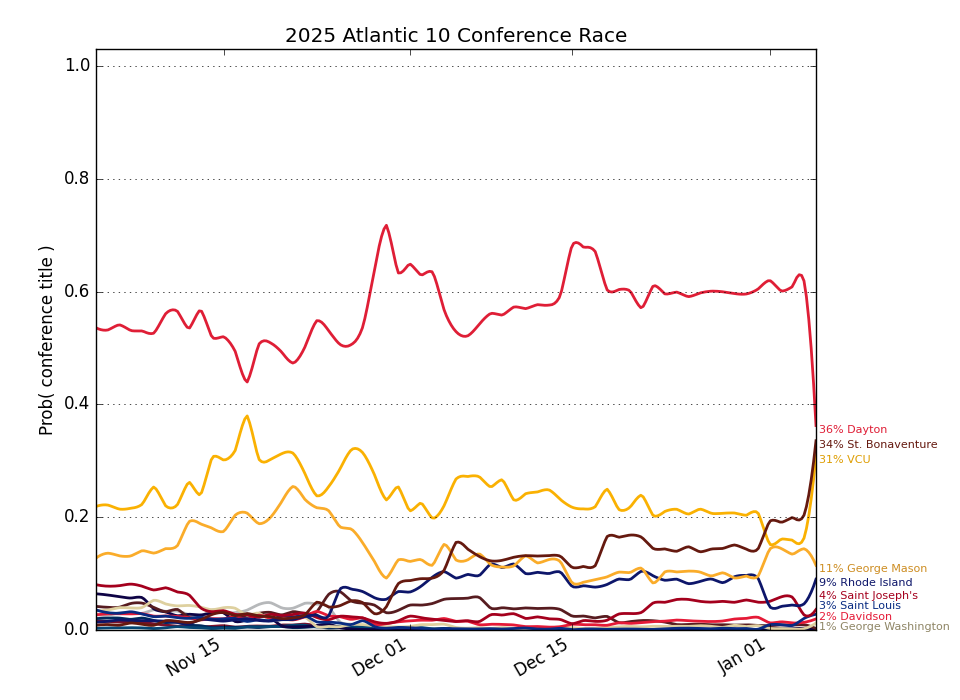 2025 Atlantic 10 Conference Race
Prob( conference title )
1.0
0.8
0.6
0.4
0.2
0.0
Nov 15
Dec 01
Dec 15
Jan 01
36% Dayton
34% St. Bonaventure
31% VCU
11% George Mason
9% Rhode Island
4% Saint Joseph's
3% Saint Louis
2% Davidson
1% George Washington